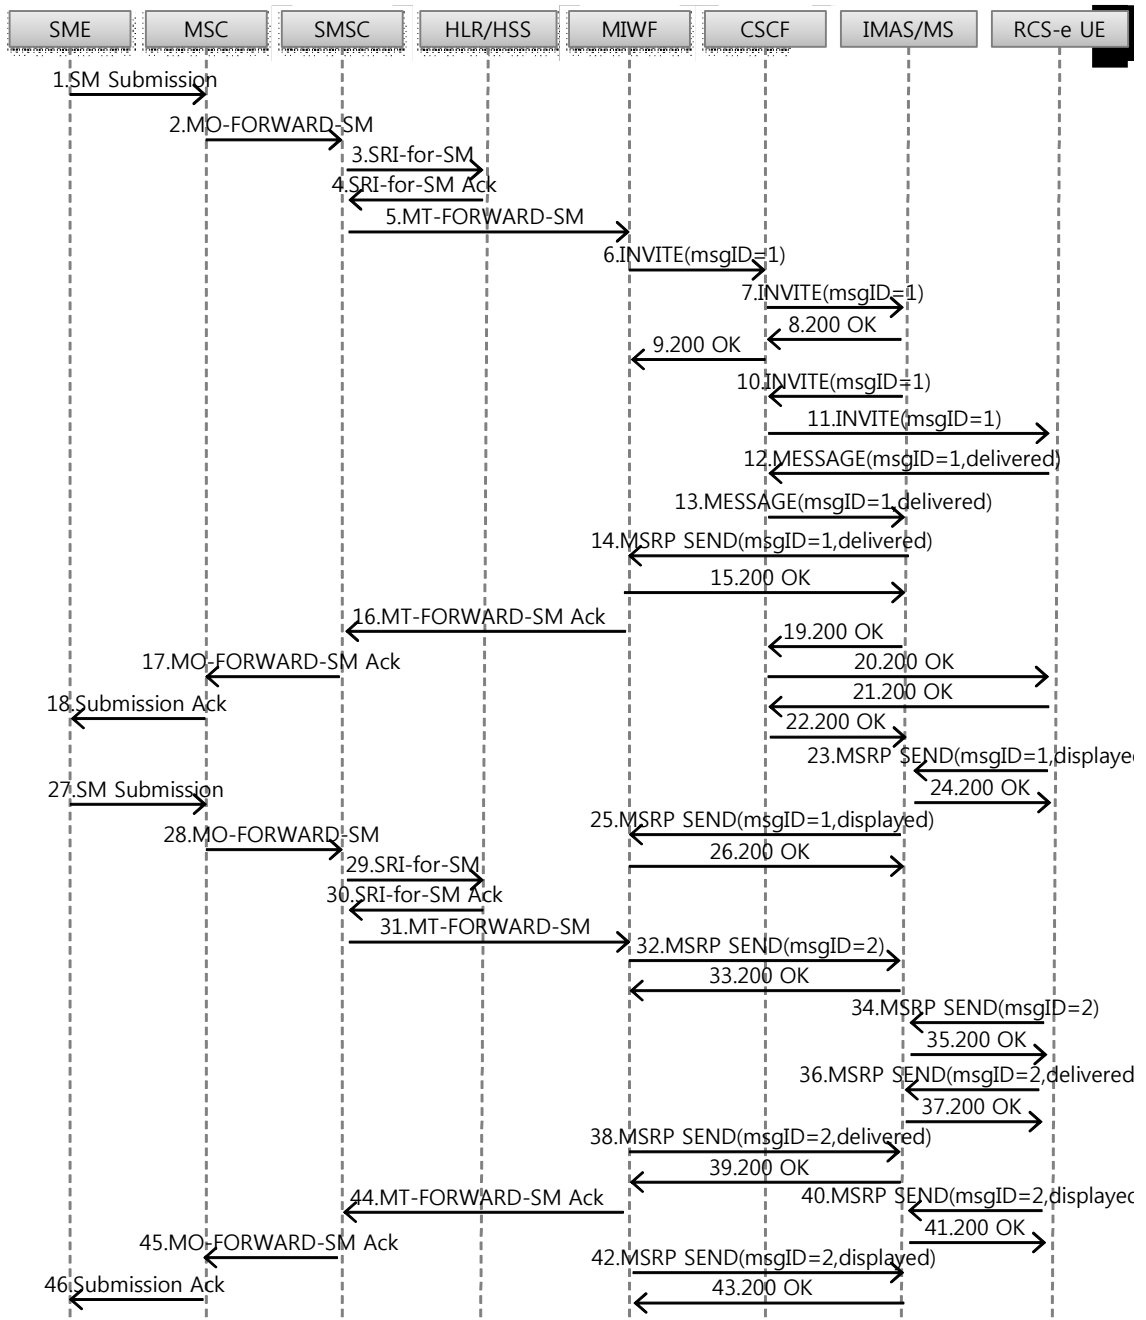 SME
MSC
SMSC
HLR/HSS
MIWF
CSCF
IMAS/MS
RCS-e UE
1.SM Submission
2.MO-FORWARD-SM
3.SRI-for-SM
4.SRI-for-SM Ack
5.MT-FORWARD-SM
6.INVITE(msgID=1)
7.INVITE(msgID=1)
8.200 OK
9.200 OK
10.INVITE(msgID=1)
11.INVITE(msgID=1)
12.MESSAGE(msgID=1,delivered)
13.MESSAGE(msgID=1,delivered)
14.MSRP SEND(msgID=1,delivered)
15.200 OK
16.MT-FORWARD-SM Ack
19.200 OK
17.MO-FORWARD-SM Ack
20.200 OK
21.200 OK
18.Submission Ack
22.200 OK
23.MSRP SEND(msgID=1,displaye
27.SM Submission
24.200 OK
25.MSRP SEND(msgID=1,displayed)
28.MO-FORWARD-SM
26.200 OK
29.SRI-for-SM
30.SRI-for-SM Ack
31.MT-FORWARD-SM
32.MSRP SEND(msgID=2)
33.200 OK
34.MSRP SEND(msgID=2)
35.200 OK
36.MSRP SEND(msgID=2,delivered
37.200 OK
38.MSRP SEND(msgID=2,delivered)
39.200 OK
44.MT-FORWARD-SM Ack
40.MSRP SEND(msgID=2,displayed
41.200 OK
45.MO-FORWARD-SM Ack
42.MSRP SEND(msgID=2,displayed)
46.Submission Ack
43.200 OK